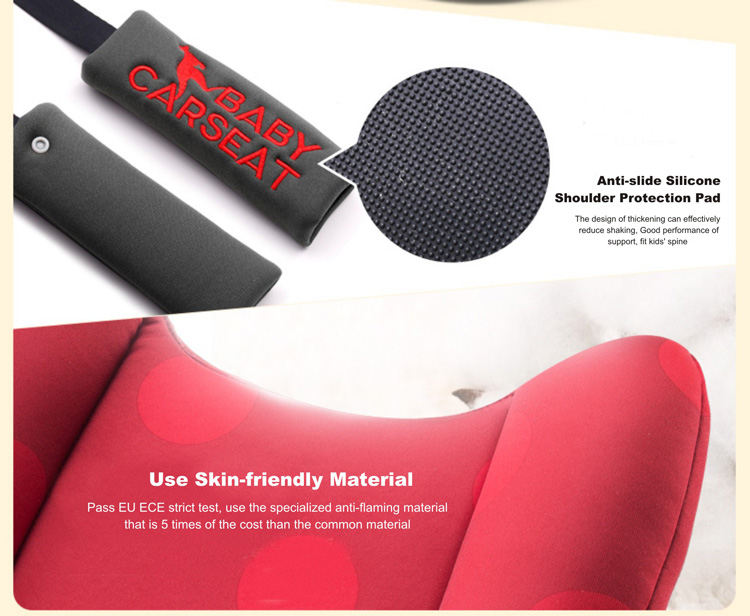 BABY
CARSEAT
Anti-slide Silicone
Shoulder Protection Pad
The design of thickening can effectively
reduce shaking, Good performance of
support, fit kids' spine
Use Skin-friendly Material
Pass EU ECE strict test, use the specialized anti-flaming material
that is 5 times of the cost than the common material